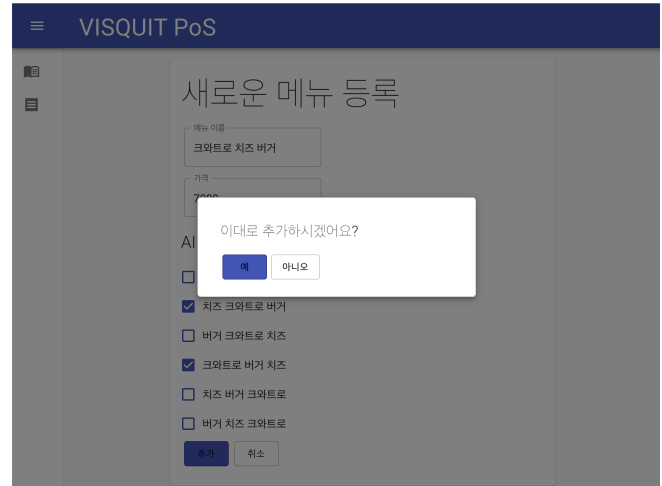 VISQUIT PoS
새로운 메뉴 등록
메뉴 이름
크와트로 치즈 버거
가격
이대로 추가하시겠어요?
예
아니오
치즈 크와트로 버거
버거 크와트로 치즈
크와트로 버거 치즈
치즈 버거 크와트로
버거 치즈 크와트로
추가
취소